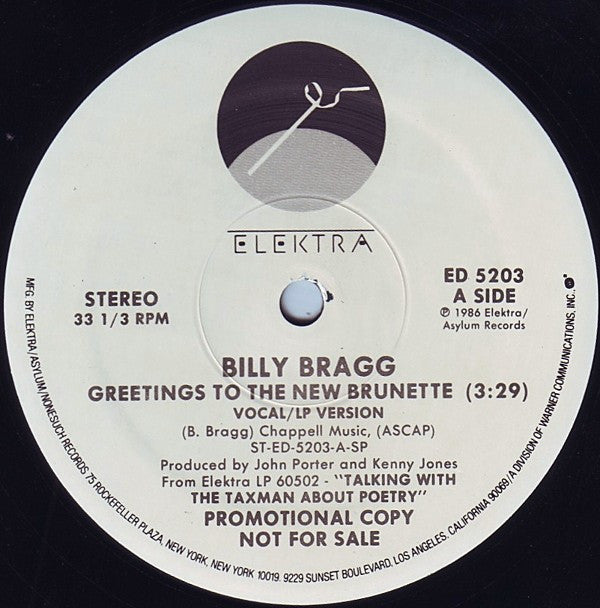 ELEKTRA
STEREO
33 1/3 RPM
ED 5203
A SIDE
℗ 1986 Elektra/
Asylum Records
BILLY BRAGG
GREETINGS TO THE NEW BRUNETTE (3:29)
VOCAL/LP VERSION
(B. Bragg) Chappell Music, (ASCAP)
ST-ED-5203-A-SP
Produced by John Porter and Kenny Jones
From Elektra LP 60502 - "TALKING WITH
THE TAXMAN ABOUT POETRY"
PROMOTIONAL COPY
NOT FOR SALE
MFG. BY ELEKTRA/ASYLUM/NONESUCH RECORDS 75 ROCKEFELLER PLAZA, NEW YORK, NEW YORK 10019. 9229 SUNSET BOULEVARD, LOS ANGELES, CALIFORNIA 90069/A DIVISION OF WARNER COMMUNICATIONS, INC.